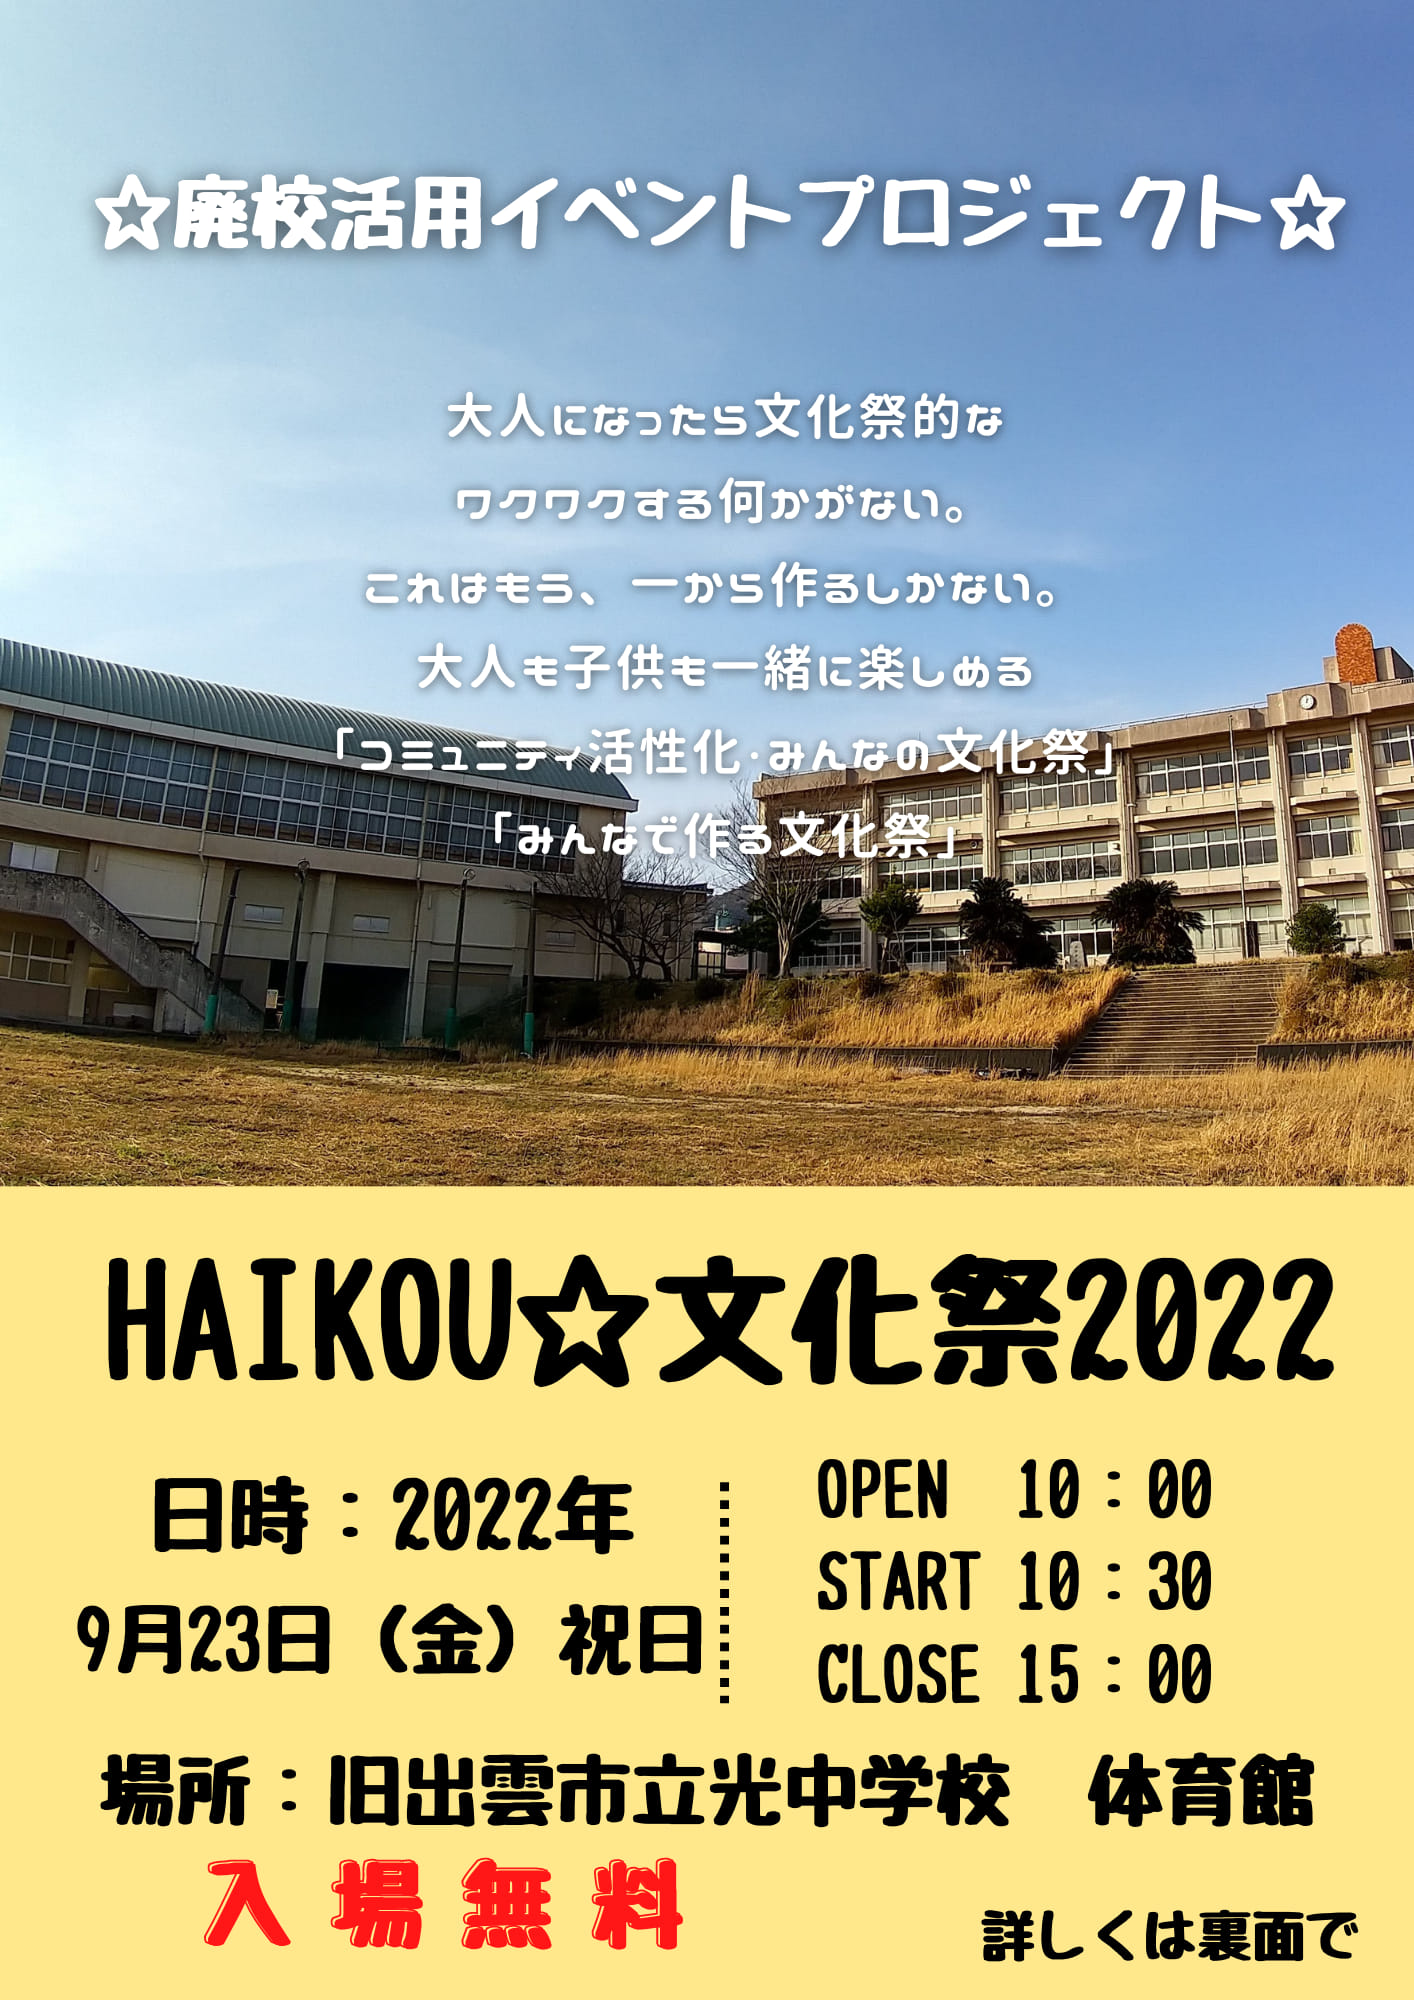 ☆廃校活用イベントプロジェクト☆
大人になったら文化祭的な
ワクワクする何かがない。
これはもう、一から作るしかない。
大人も子供も一緒に楽しめる
「コミュニティ活性化·みんなの文化祭」
「みんなで作る文化祭」
HAIKOU☆文化祭2022
日時：2022年
9月23日（金）祝日
OPEN 10：00
START 10：30
CLOSE 15：00
場所：旧出雲市立光中学校　体育館
入場無料
詳しくは裏面で